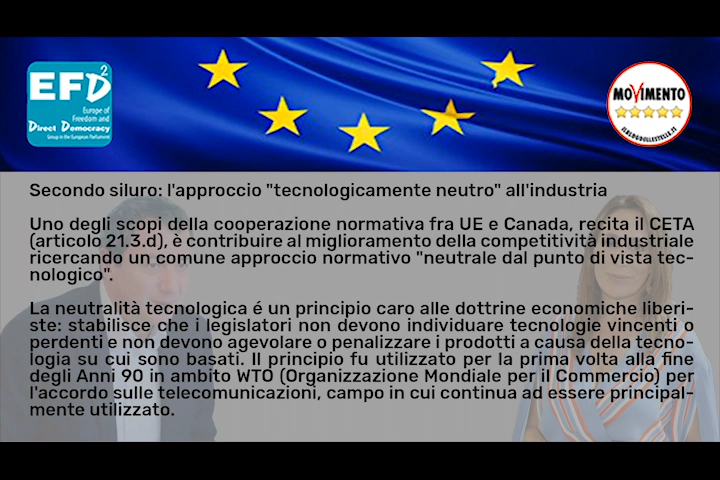 EFD2
Europe of
Freedom and
Direct Democracy
Group in the European Parliament
MOVIMENTO
ILBLOGDELLESTELLE.IT
Secondo siluro: l'approccio "tecnologicamente neutro" all'industria
Uno degli scopi della cooperazione normativa fra UE e Canada, recita il CETA
(articolo 21.3.d), è contribuire al miglioramento della competitività industriale
ricercando un comune approccio normativo "neutrale dal punto di vista tec-
nologico".
La neutralità tecnologica é un principio caro alle dottrine economiche liberi-
ste: stabilisce che i legislatori non devono individuare tecnologie vincenti o
perdenti e non devono agevolare o penalizzare i prodotti a causa della tecno-
logia su cui sono basati. Il principio fu utilizzato per la prima volta alla fine
degli Anni 90 in ambito WTO (Organizzazione Mondiale per il Commercio) per
l'accordo sulle telecomunicazioni, campo in cui continua ad essere principal-
mente utilizzato.